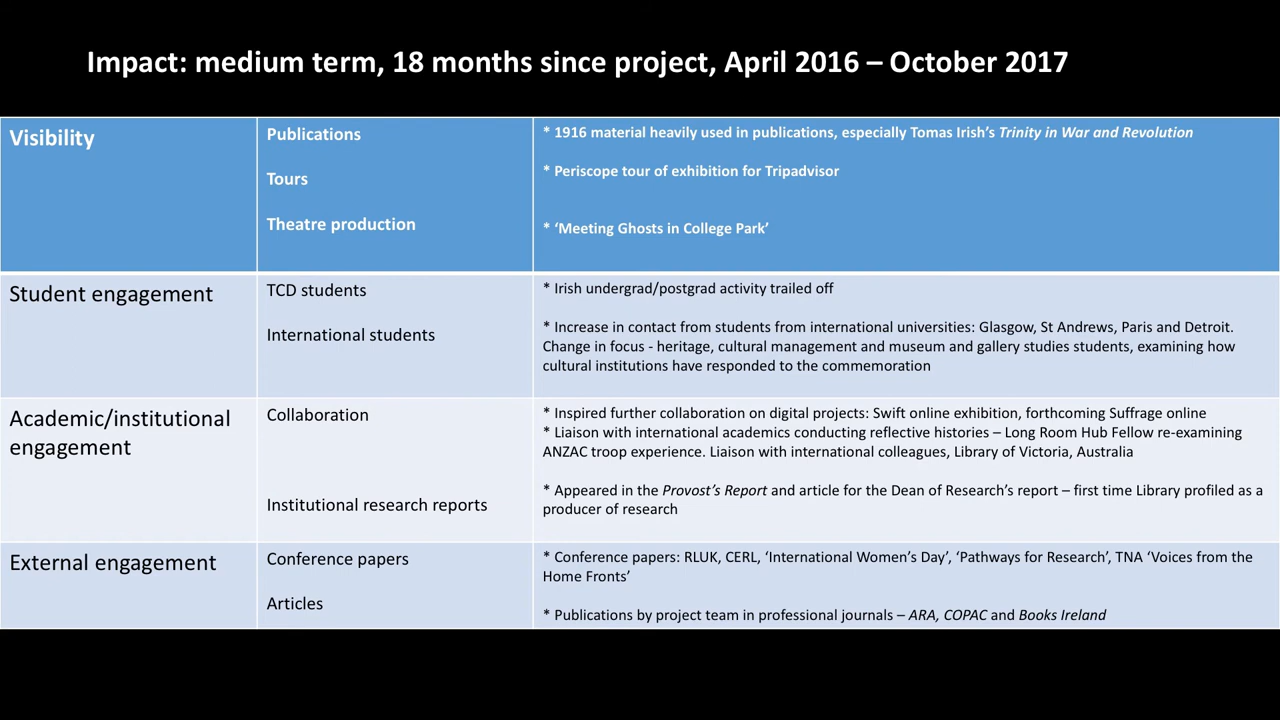 Impact: medium term, 18 months since project, April 2016 – October 2017
Visibility
Publications
Tours
Theatre production
* 1916 material heavily used in publications, especially Tomas Irish’s Trinity in War and Revolution
* Periscope tour of exhibition for Tripadvisor
* ‘Meeting Ghosts in College Park’
Student engagement
TCD students
International students
* Irish undergrad/postgrad activity trailed off
* Increase in contact from students from international universities: Glasgow, St Andrews, Paris and Detroit.
Change in focus - heritage, cultural management and museum and gallery studies students, examining how
cultural institutions have responded to the commemoration
Academic/institutional
engagement
Collaboration
Institutional research reports
* Inspired further collaboration on digital projects: Swift online exhibition, forthcoming Suffrage online
* Liaison with international academics conducting reflective histories – Long Room Hub Fellow re-examining
ANZAC troop experience. Liaison with international colleagues, Library of Victoria, Australia
* Appeared in the Provost’s Report and article for the Dean of Research’s report – first time Library profiled as a
producer of research
External engagement
Conference papers
Articles
* Conference papers: RLUK, CERL, ‘International Women’s Day’, ‘Pathways for Research’, TNA ‘Voices from the
Home Fronts’
* Publications by project team in professional journals – ARA, COPAC and Books Ireland